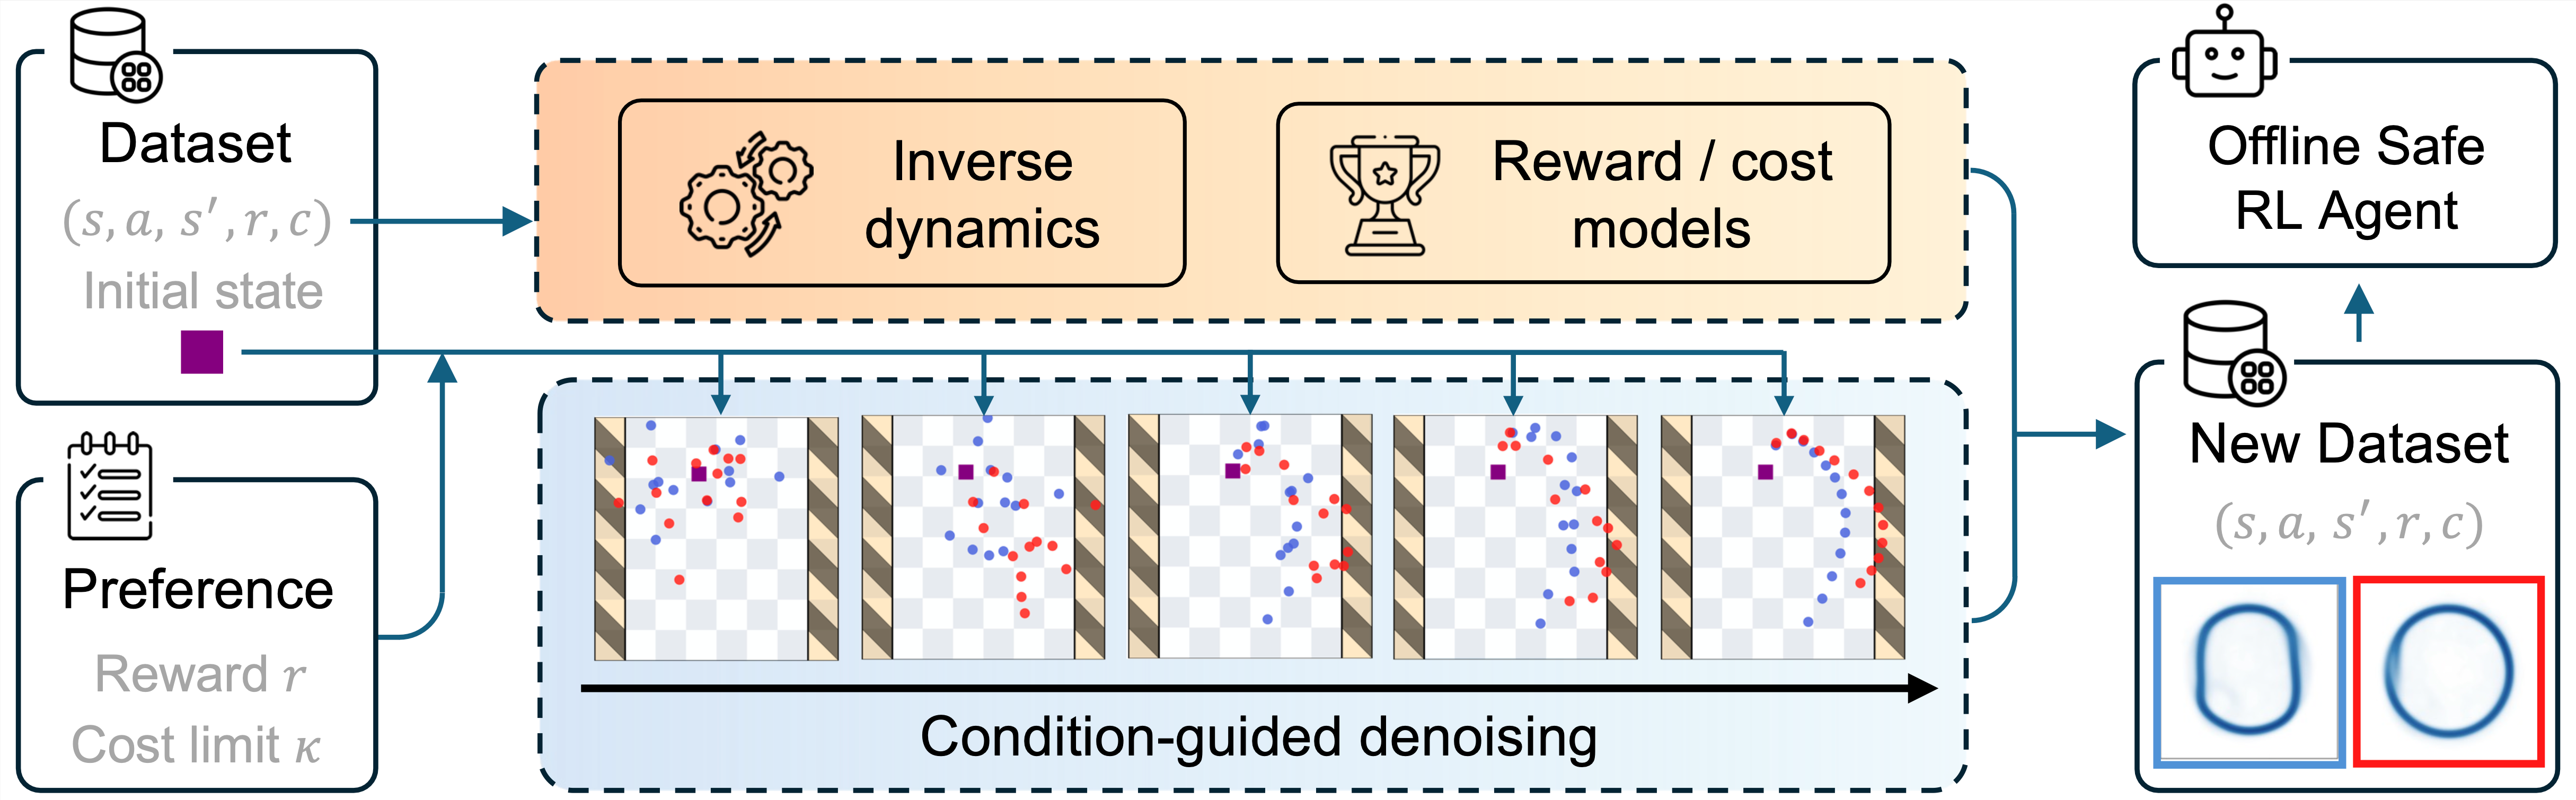 Dataset
(s, a, s′, r, c)
Initial state
Preference
Reward r
Cost limit κ
Inverse
dynamics
Reward / cost
models
Condition-guided denoising
Offline Safe
RL Agent
New Dataset
(s, a, s′, r, c)